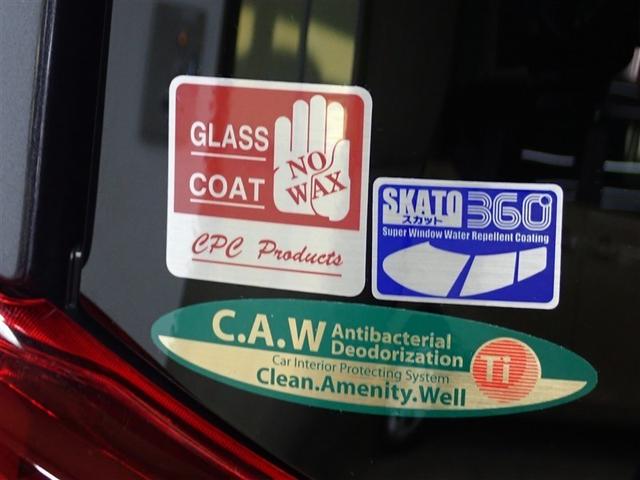 GLASS
COAT
NO
WAX
CPC Products
SKATO 360°
スカット
Super Window Water Repellent Coating
C.A.W Antibacterial
Deodorization
Car Interior Protecting System
Clean.Amenity.Well
Ti